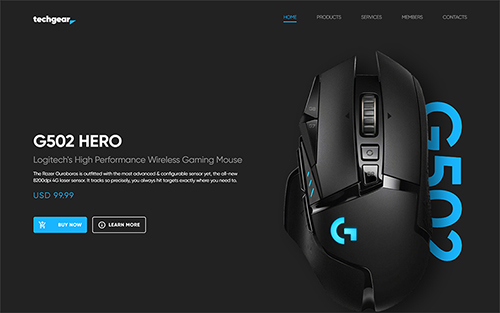 techgear
HOME PRODUCTS SERVICES MEMBERS CONTACTS
G502 HERO
Logitech's High Performance Wireless Gaming Mouse
The Razer Ouroboros is outfitted with the most advanced & configurable sensor yet, the all-new
8200dpi 4G laser sensor. It tracks so precisely, you always hit targets exactly where you need to.
USD 99.99
BUY NOW
LEARN MORE
G
G502